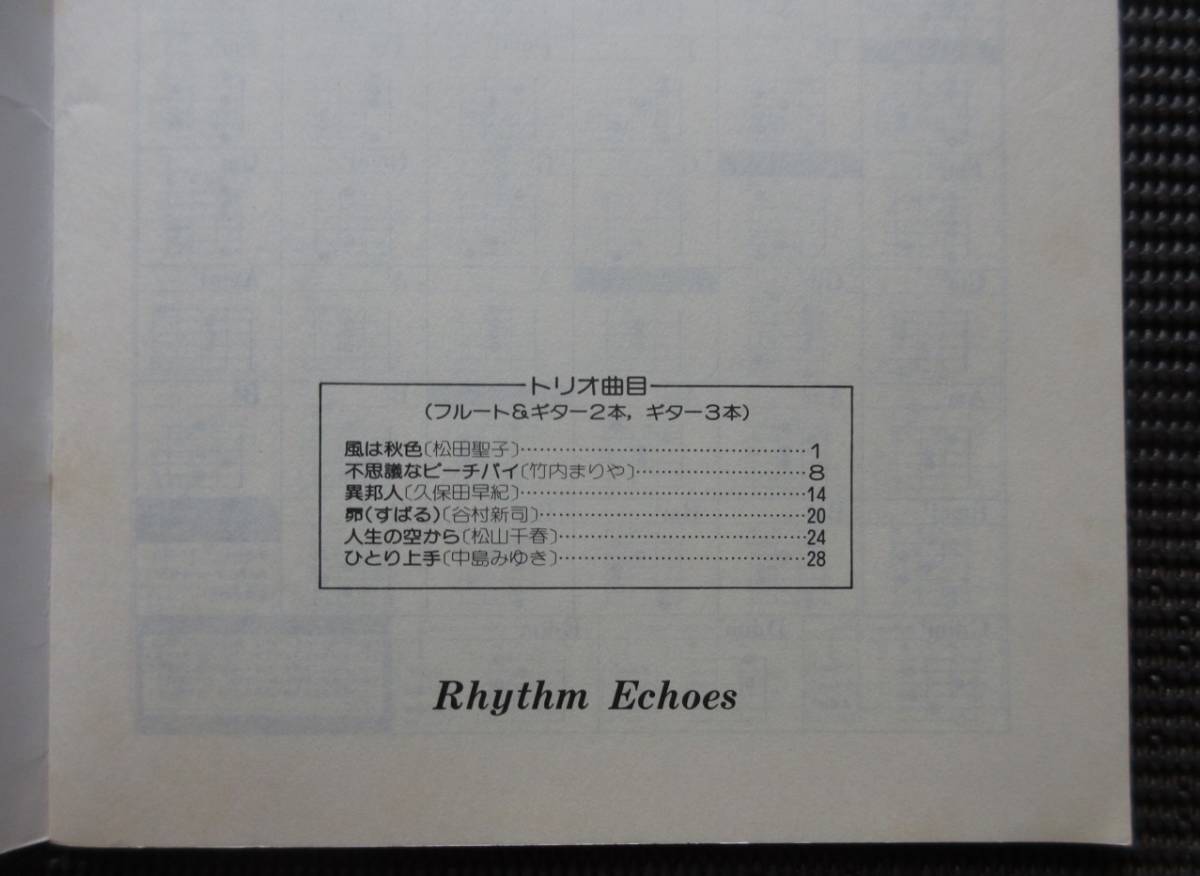 トリオ曲目
(フルート&ギター2本, ギター3本)
風は秋色〔松田聖子〕……………………………………1
不思議なピーチパイ〔竹内まりや〕………………………8
異邦人〔久保田早紀〕……………………………………14
昴(すばる)〔谷村新司〕…………………………………20
人生の空から〔松山千春〕………………………………24
ひとり上手〔中島みゆき〕………………………………28
Rhythm Echoes